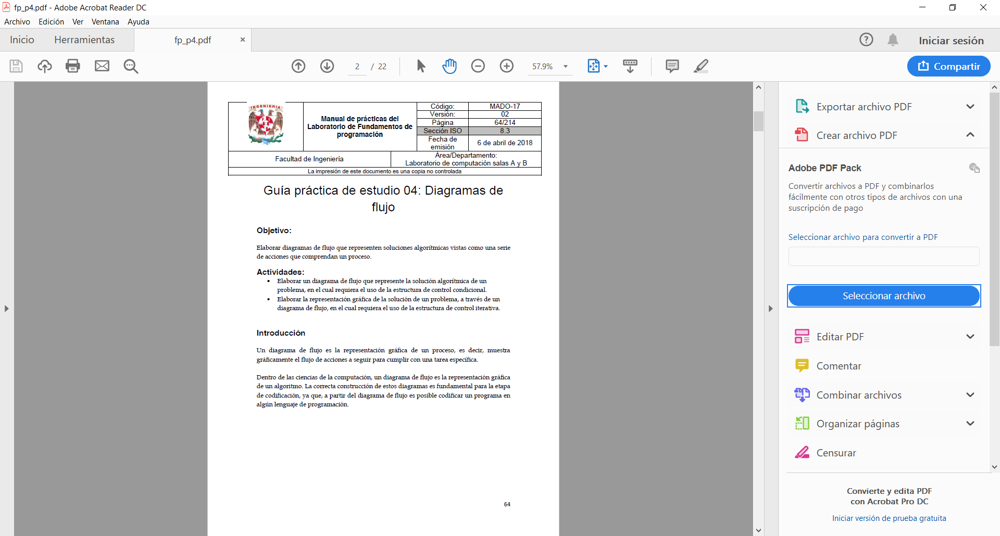 fp_p4.pdf - Adobe Acrobat Reader DC
Archivo Edición Ver Ventana Ayuda
Inicio Herramientas fp_p4.pdf Iniciar sesión
2 / 22 57.9% Compartir
INGENIERIA
Manual de prácticas del
Laboratorio de Fundamentos de
programación
Código: MADO-17
Versión: 02
Página 64/214
Sección ISO 8.3
Fecha de
emisión
6 de abril de 2018
Facultad de Ingeniería
Área/Departamento:
Laboratorio de computación salas A y B
La impresión de este documento es una copia no controlada
Guía práctica de estudio 04: Diagramas de
flujo
Objetivo:
Elaborar diagramas de flujo que representen soluciones algorítmicas vistas como una serie
de acciones que comprendan un proceso.
Actividades:
• Elaborar un diagrama de flujo que represente la solución algorítmica de un
problema, en el cual requiera el uso de la estructura de control condicional.
• Elaborar la representación gráfica de la solución de un problema, a través de un
diagrama de flujo, en el cual requiera el uso de la estructura de control iterativa.
Introducción
Un diagrama de flujo es la representación gráfica de un proceso, es decir, muestra
gráficamente el flujo de acciones a seguir para cumplir con una tarea específica.
Dentro de las ciencias de la computación, un diagrama de flujo es la representación gráfica
de un algoritmo. La correcta construcción de estos diagramas es fundamental para la etapa
de codificación, ya que, a partir del diagrama de flujo es posible codificar un programa en
algún lenguaje de programación.
64
Exportar archivo PDF
Crear archivo PDF
Adobe PDF Pack
Convertir archivos a PDF y combinarlos
fácilmente con otros tipos de archivos con una
suscripción de pago
Seleccionar archivo para convertir a PDF
Seleccionar archivo
Editar PDF
Comentar
Combinar archivos
Organizar páginas
Censurar
Convierte y edita PDF
con Acrobat Pro DC
Iniciar versión de prueba gratuita